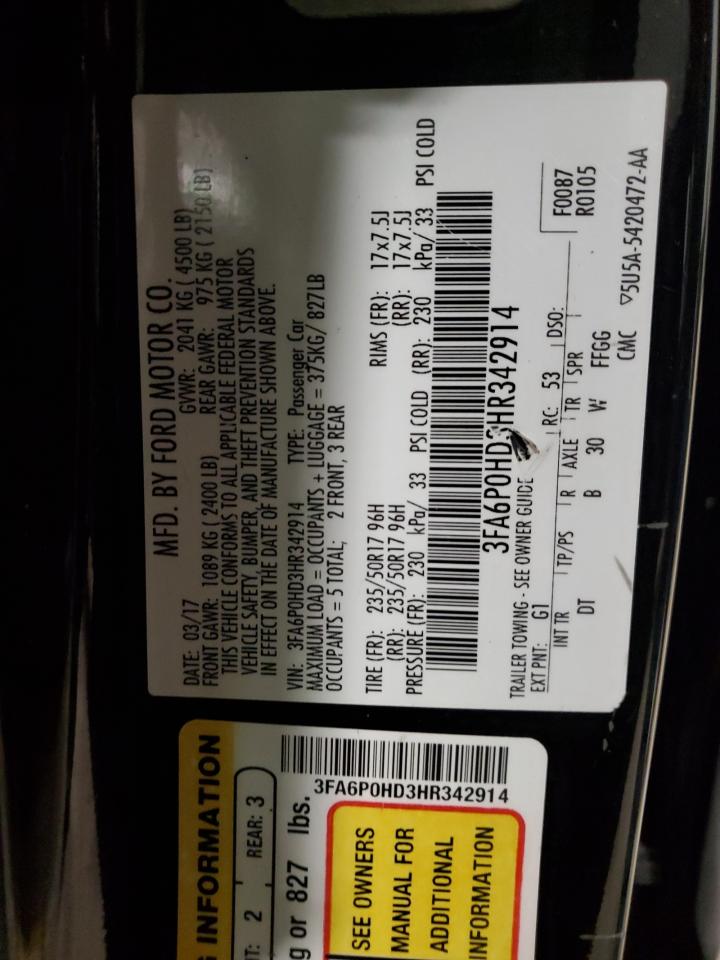 MFD. BY FORD MOTOR CO.
DATE: 03/17 GVWR: 2041 KG ( 4500 LB)
FRONT GAWR: 1089 KG (2400 LB) REAR GAWR: 975 KG ( 2150 LB)
THIS VEHICLE CONFORMS TO ALL APPLICABLE FEDERAL MOTOR
VEHICLE SAFETY, BUMPER, AND THEFT PREVENTION STANDARDS
IN EFFECT ON THE DATE OF MANUFACTURE SHOWN ABOVE.
VIN: 3FA6P0HD3HR342914 TYPE: Passenger Car
MAXIMUM LOAD = OCCUPANTS + LUGGAGE = 375KG/ 827LB
OCCUPANTS = 5 TOTAL; 2 FRONT, 3 REAR
TIRE (FR): 235/50R17 96H RIMS (FR): 17x7.5J
(RR): 235/50R17 96H (RR): 17x7.5J
PRESSURE (FR): 230 kPa/ 33 PSI COLD (RR): 230 kPa/ 33 PSI COLD
3FA6P0HD3HR342914
TRAILER TOWING - SEE OWNER GUIDE
EXT PNT: G1 RC: 53 DSO:
INT TR TP/PS R AXLE TR SPR
DT B 30 W FFGG
F0087
R0105
CMC ▽5U5A-5420472-AA
INFORMATION
2 REAR: 3
g or 827 lbs.
3FA6P0HD3HR342914
SEE OWNERS
MANUAL FOR
ADDITIONAL
INFORMATION